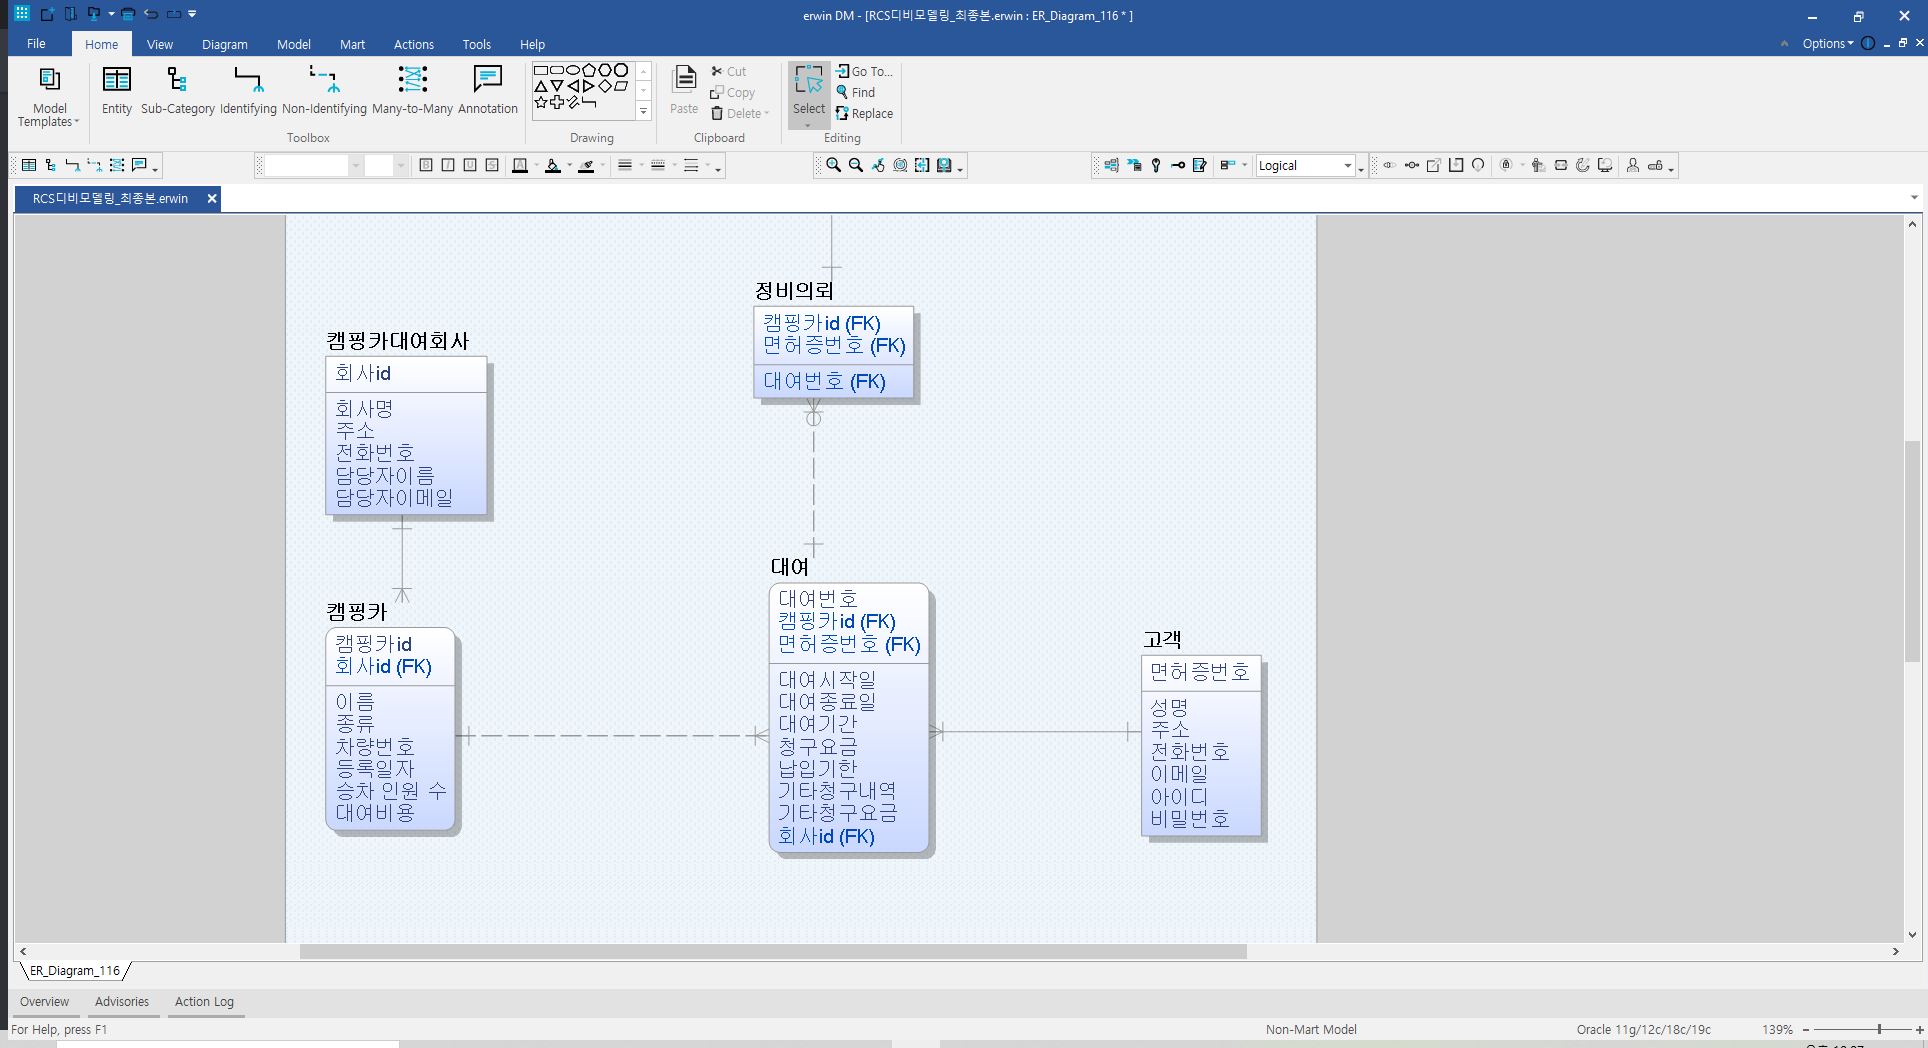 erwin DM - [RCS디비모델링_최종본.erwin : ER_Diagram_116 * ]
File Home View Diagram Model Mart Actions Tools Help Options
Model Templates
Entity Sub-Category Identifying Non-Identifying Many-to-Many Annotation
Toolbox
Drawing
Paste
Cut
Copy
Delete
Clipboard
Select
Go To...
Find
Replace
Editing
B I U S A
Logical
RCS디비모델링_최종본.erwin
정비의뢰
캠핑카id (FK)
면허증번호 (FK)
대여번호 (FK)
캠핑카대여회사
회사id
회사명
주소
전화번호
담당자이름
담당자이메일
캠핑카
캠핑카id
회사id (FK)
이름
종류
차량번호
등록일자
승차 인원 수
대여비용
대여
대여번호
캠핑카id (FK)
면허증번호 (FK)
대여시작일
대여종료일
대여기간
청구요금
납입기한
기타청구내역
기타청구요금
회사id (FK)
고객
면허증번호
성명
주소
전화번호
이메일
아이디
비밀번호
ER_Diagram_116
Overview Advisories Action Log
For Help, press F1 Non-Mart Model Oracle 11g/12c/18c/19c 139%